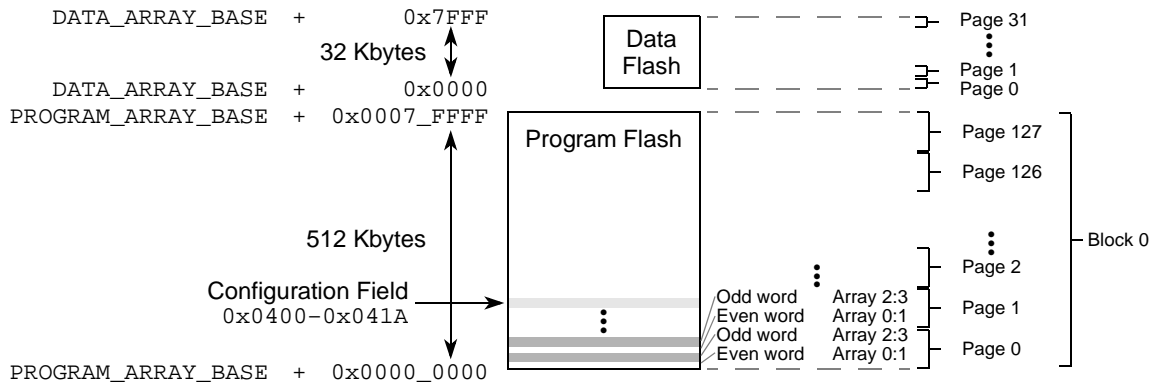 DATA_ARRAY_BASE + 0x7FFF
32 Kbytes
DATA_ARRAY_BASE + 0x0000
Data
Flash
Page 31
Page 1
Page 0
PROGRAM_ARRAY_BASE + 0x0007_FFFF
Program Flash
Page 127
Page 126
512 Kbytes
Block 0
Page 2
Configuration Field
0x0400–0x041A
Odd word Array 2:3
Page 1
Even word Array 0:1
Odd word Array 2:3
Page 0
Even word Array 0:1
PROGRAM_ARRAY_BASE + 0x0000_0000